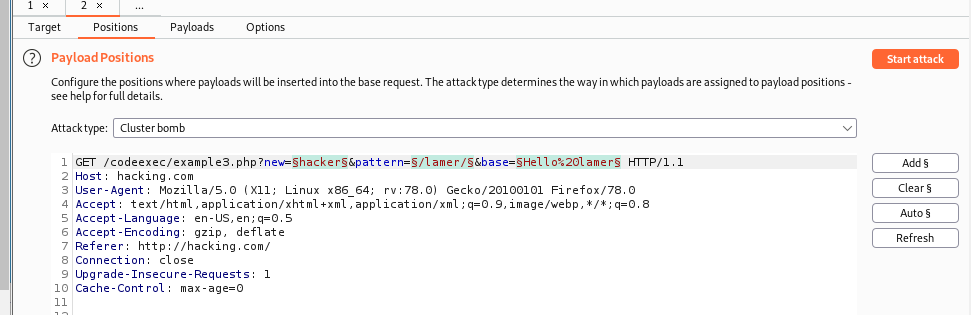 1 × 2 × ...
Target Positions Payloads Options
? Payload Positions Start attack
Configure the positions where payloads will be inserted into the base request. The attack type determines the way in which payloads are assigned to payload positions -
see help for full details.
Attack type: Cluster bomb
1 GET /codeexec/example3.php?new=§hacker§&pattern=§/lamer/§&base=§Hello%20lamer§ HTTP/1.1 Add §
2 Host: hacking.com
3 User-Agent: Mozilla/5.0 (X11; Linux x86_64; rv:78.0) Gecko/20100101 Firefox/78.0 Clear §
4 Accept: text/html,application/xhtml+xml,application/xml;q=0.9,image/webp,*/*;q=0.8
5 Accept-Language: en-US,en;q=0.5 Auto §
6 Accept-Encoding: gzip, deflate
7 Referer: http://hacking.com/ Refresh
8 Connection: close
9 Upgrade-Insecure-Requests: 1
10 Cache-Control: max-age=0
11